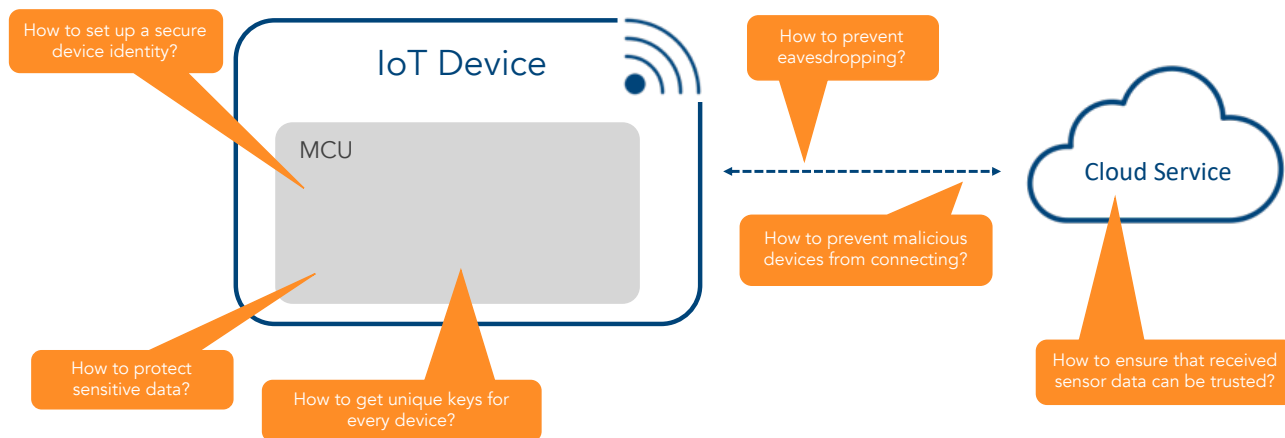 How to set up a secure
device identity?
IoT Device
How to prevent
eavesdropping?
MCU
Cloud Service
How to prevent malicious
devices from connecting?
How to protect
sensitive data?
How to get unique keys for
every device?
How to ensure that received
sensor data can be trusted?